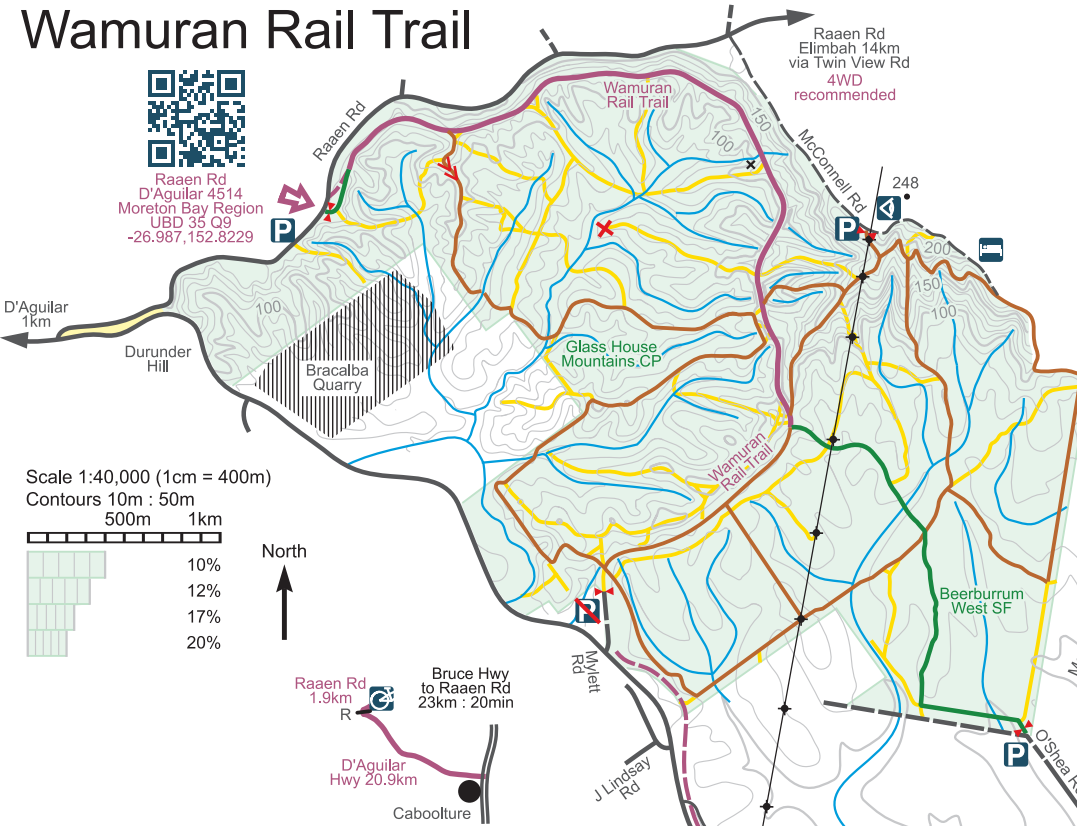 Wamuran Rail Trail
Raaen Rd
Elimbah 14km
via Twin View Rd
4WD
recommended
Wamuran
Rail Trail
Raaen Rd
150
100
McConnell Rd
Raaen Rd
D'Aguilar 4514
Moreton Bay Region
UBD 35 Q9
-26.987,152.8229
P
P
248
200
150
100
100
D'Aguilar
1km
Durunder
Hill
Bracalba
Quarry
Glass House
Mountains CP
Wamuran
Rail Trail
Scale 1:40,000 (1cm = 400m)
Contours 10m : 50m
500m 1km
10%
12%
17%
20%
North
Beerburrum
West SF
P
Mylett
Rd
Bruce Hwy
to Raaen Rd
23km : 20min
Raaen Rd
1.9km
R
D'Aguilar
Hwy 20.9km
Caboolture
J Lindsay
Rd
P
O'Shea R
M